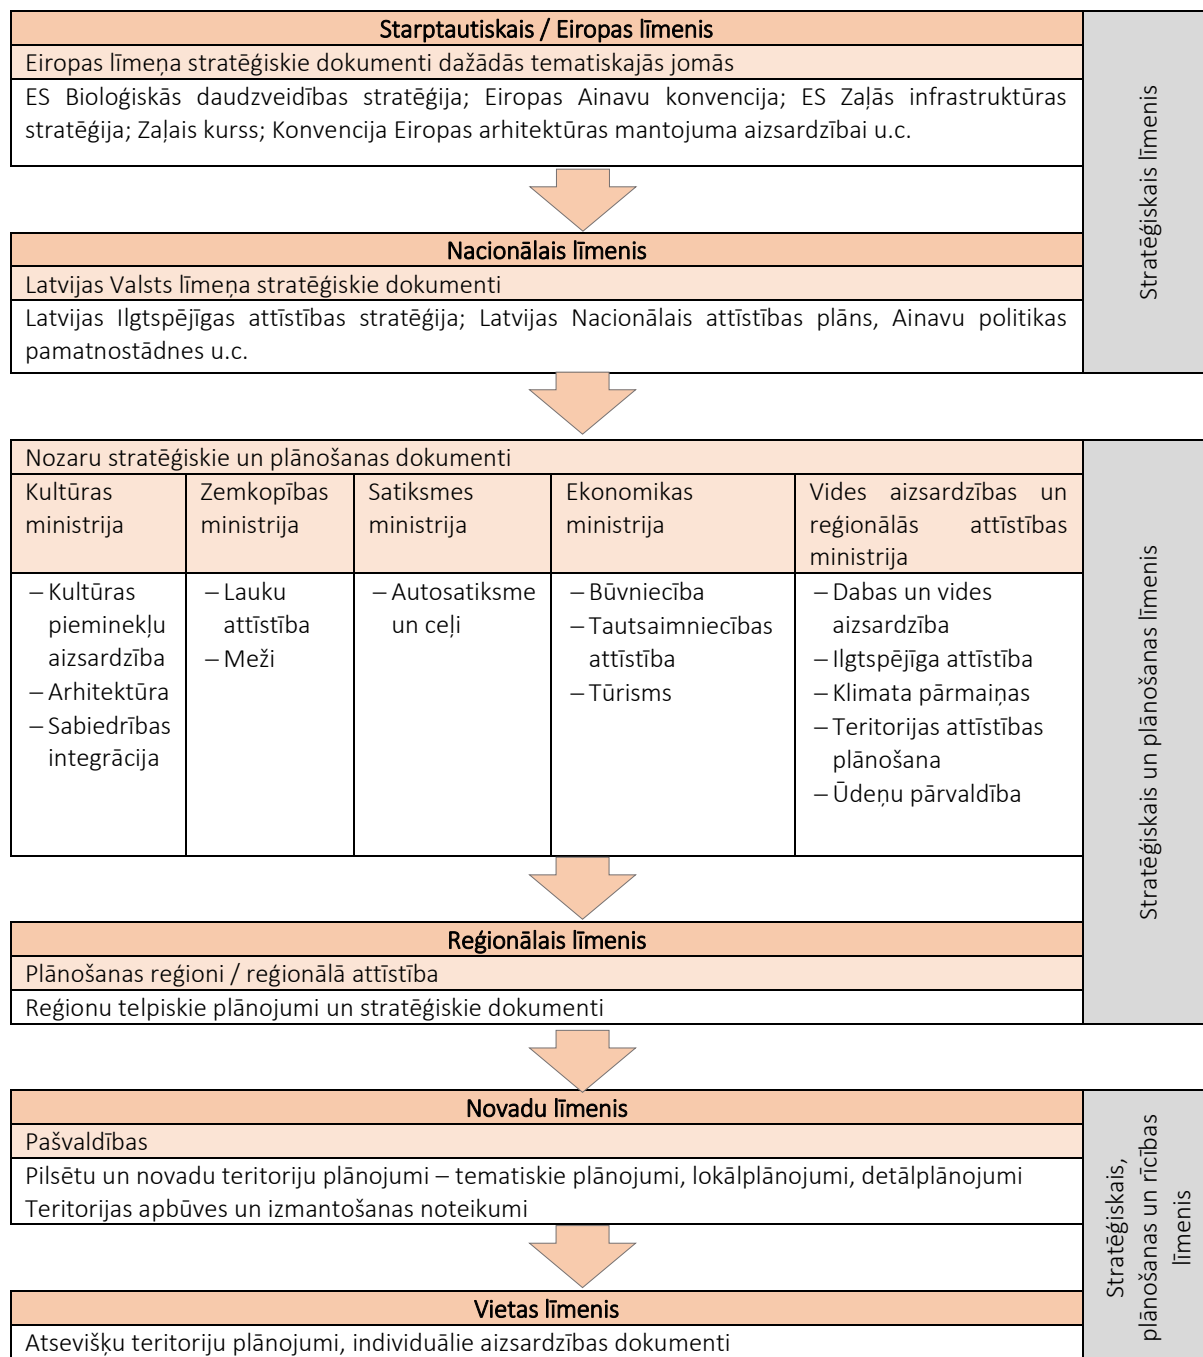 Starptautiskais / Eiropas līmenis
Eiropas līmeņa stratēģiskie dokumenti dažādās tematiskajās jomās
ES Bioloģiskās daudzveidības stratēģija; Eiropas Ainavu konvencija; ES Zaļās infrastruktūras
stratēģija; Zaļais kurss; Konvencija Eiropas arhitektūras mantojuma aizsardzībai u.c.
Nacionālais līmenis
Latvijas Valsts līmeņa stratēģiskie dokumenti
Latvijas Ilgtspējīgas attīstības stratēģija; Latvijas Nacionālais attīstības plāns, Ainavu politikas
pamatnostādnes u.c.
Stratēģiskais līmenis
Nozaru stratēģiskie un plānošanas dokumenti
Kultūras
ministrija
– Kultūras
pieminekļu
aizsardzība
– Arhitektūra
– Sabiedrības
integrācija
Zemkopības
ministrija
– Lauku
attīstība
– Meži
Satiksmes
ministrija
– Autosatiksme
un ceļi
Ekonomikas
ministrija
– Būvniecība
– Tautsaimniecības
attīstība
– Tūrisms
Vides aizsardzības un
reģionālās attīstības
ministrija
– Dabas un vides
aizsardzība
– Ilgtspējīga attīstība
– Klimata pārmaiņas
– Teritorijas attīstības
plānošana
– Ūdeņu pārvaldība
Reģionālais līmenis
Plānošanas reģioni / reģionālā attīstība
Reģionu telpiskie plānojumi un stratēģiskie dokumenti
Stratēģiskais un plānošanas līmenis
Novadu līmenis
Pašvaldības
Pilsētu un novadu teritoriju plānojumi – tematiskie plānojumi, lokālplānojumi, detālplānojumi
Teritorijas apbūves un izmantošanas noteikumi
Vietas līmenis
Atsevišķu teritoriju plānojumi, individuālie aizsardzības dokumenti
Stratēģiskais,
plānošanas un rīcības
līmenis